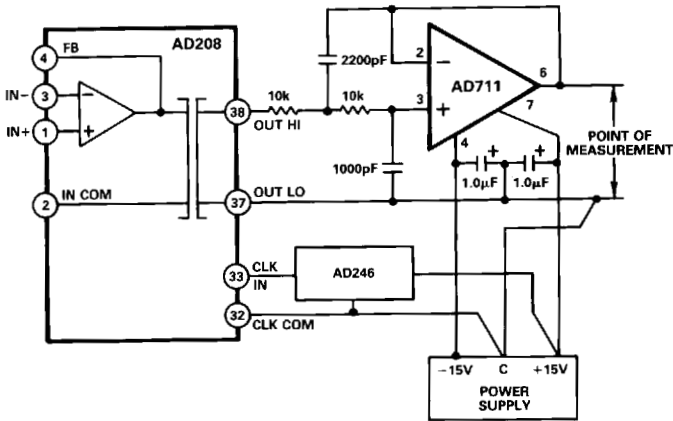 AD208
4
FB
IN−
3
IN+
1
2
IN COM
38
OUT HI
10k
10k
2200pF
1000pF
2
3
−
+
AD711
6
7
4
+
+
1.0µF
1.0µF
POINT OF
MEASUREMENT
37
OUT LO
33
CLK
IN
32
CLK COM
AD246
−15V
C
+15V
POWER
SUPPLY
−
+